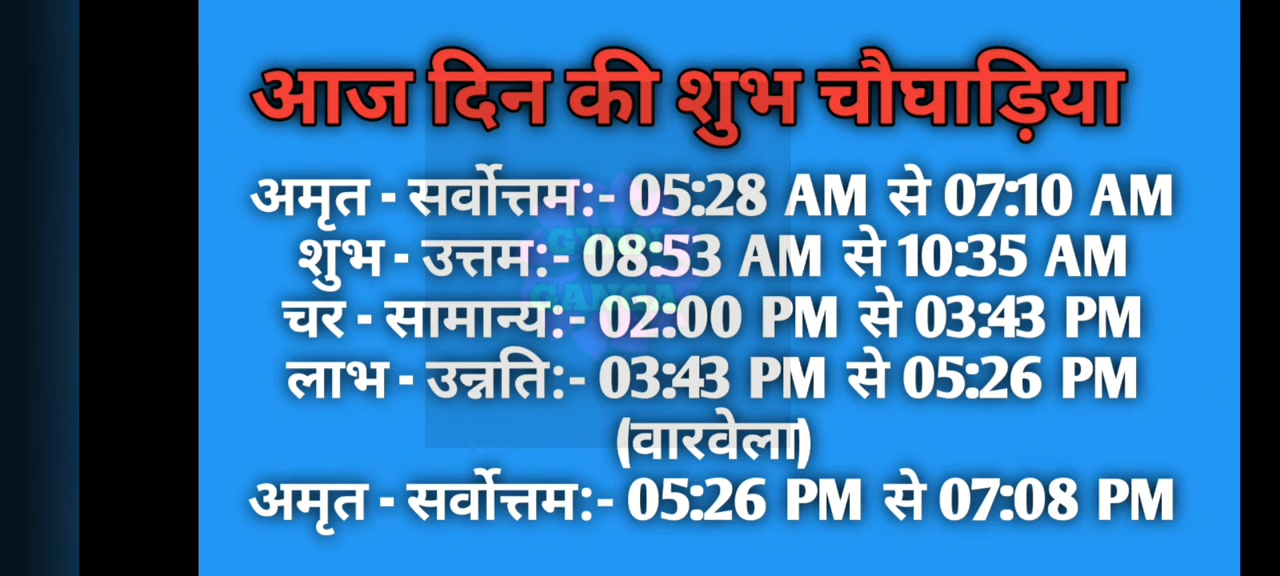 आज दिन की शुभ चौघाड़िया
अमृत - सर्वोत्तम:- 05:28 AM से 07:10 AM
शुभ - उत्तम:- 08:53 AM से 10:35 AM
GYAN
GANGA
चर - सामान्य:- 02:00 PM से 03:43 PM
लाभ - उन्नति:- 03:43 PM से 05:26 PM
(वारवेला)
अमृत - सर्वोत्तम:- 05:26 PM से 07:08 PM